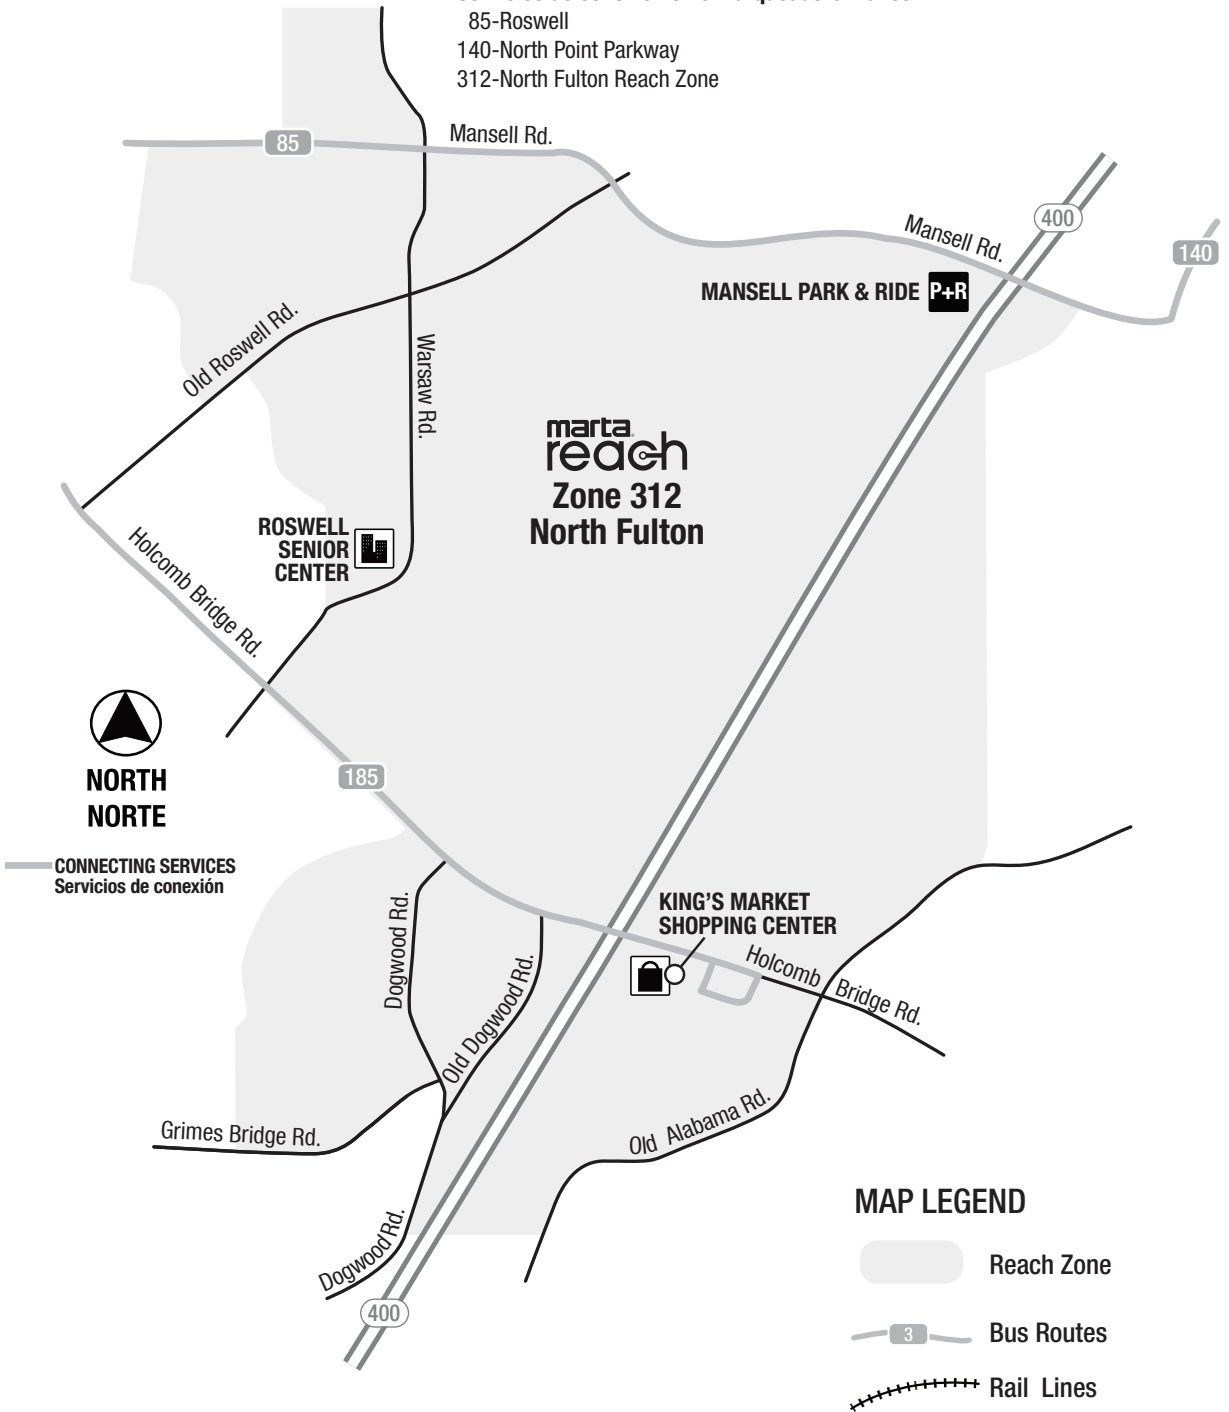 85-Roswell
140-North Point Parkway
312-North Fulton Reach Zone
85
Mansell Rd.
400
Mansell Rd.
140
MANSELL PARK & RIDE
P+R
Old Roswell Rd.
Warsaw Rd.
marta
reach
Zone 312
North Fulton
ROSWELL
SENIOR
CENTER
Holcomb Bridge Rd.
NORTH
NORTE
185
CONNECTING SERVICES
Servicios de conexión
KING'S MARKET
SHOPPING CENTER
Dogwood Rd.
Old Dogwood Rd.
Holcomb Bridge Rd.
Grimes Bridge Rd.
Old Alabama Rd.
Dogwood Rd.
400
MAP LEGEND
Reach Zone
3
Bus Routes
Rail Lines